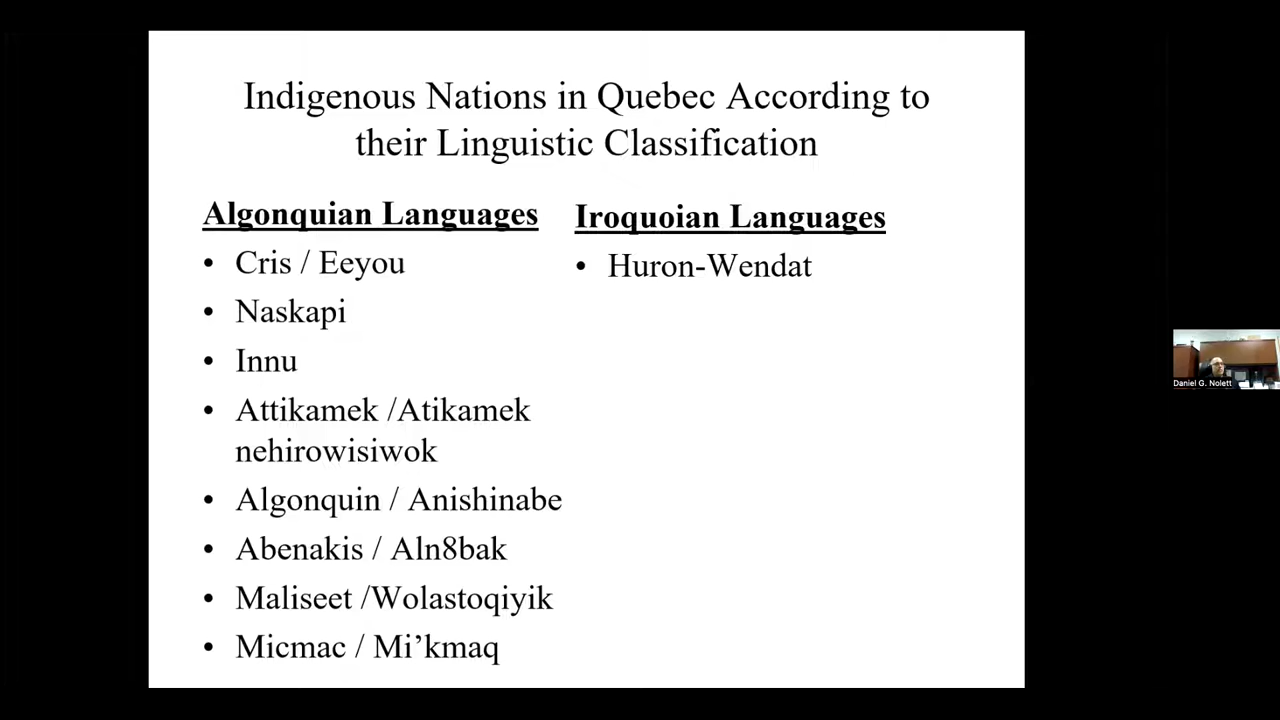 Indigenous Nations in Quebec According to
their Linguistic Classification
Algonquian Languages
• Cris / Eeyou
• Naskapi
• Innu
• Attikamek /Atikamek
nehirowisiwok
• Algonquin / Anishinabe
• Abenakis / Aln8bak
• Maliseet /Wolastoqiyik
• Micmac / Mi’kmaq
Iroquoian Languages
• Huron-Wendat
Daniel G. Nolett